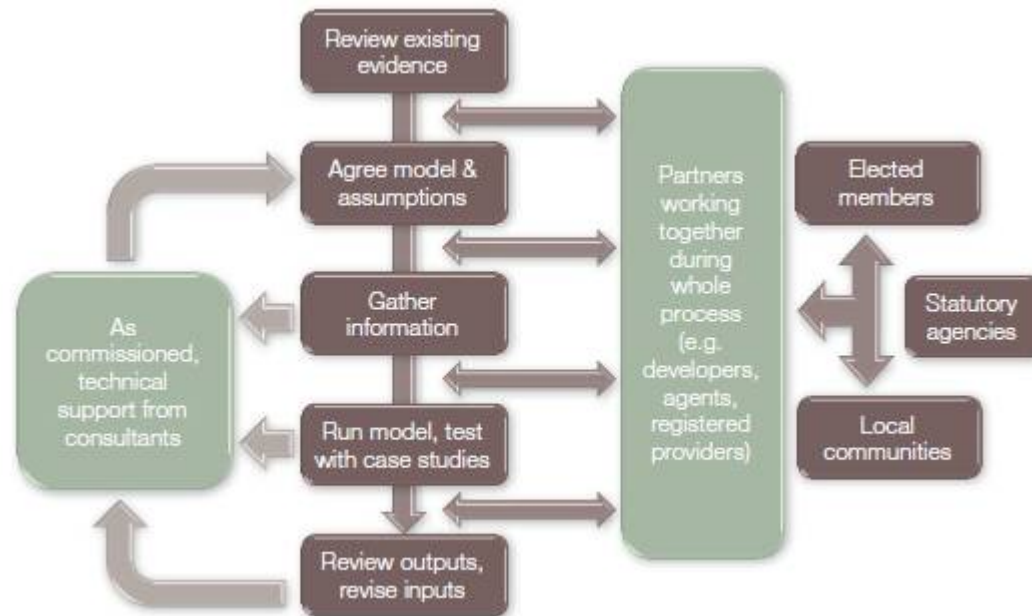 Review existing
evidence
Agree model &
assumptions
Gather
information
Run model, test
with case studies
Review outputs,
revise inputs
As
commissioned,
technical
support from
consultants
Partners
working
together
during
whole
process
(e.g.
developers,
agents,
registered
providers)
Elected
members
Statutory
agencies
Local
communities